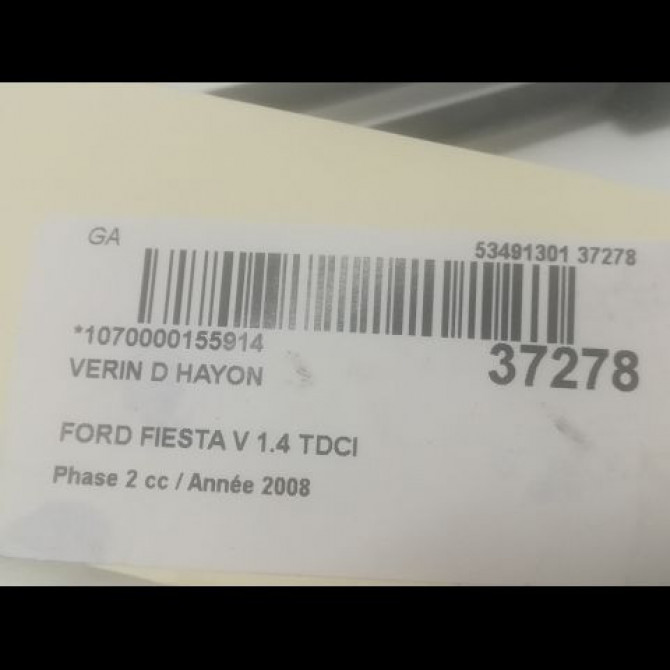 GA
53491301 37278
*1070000155914
37278
VERIN D HAYON
FORD FIESTA V 1.4 TDCI
Phase 2 cc / Année 2008